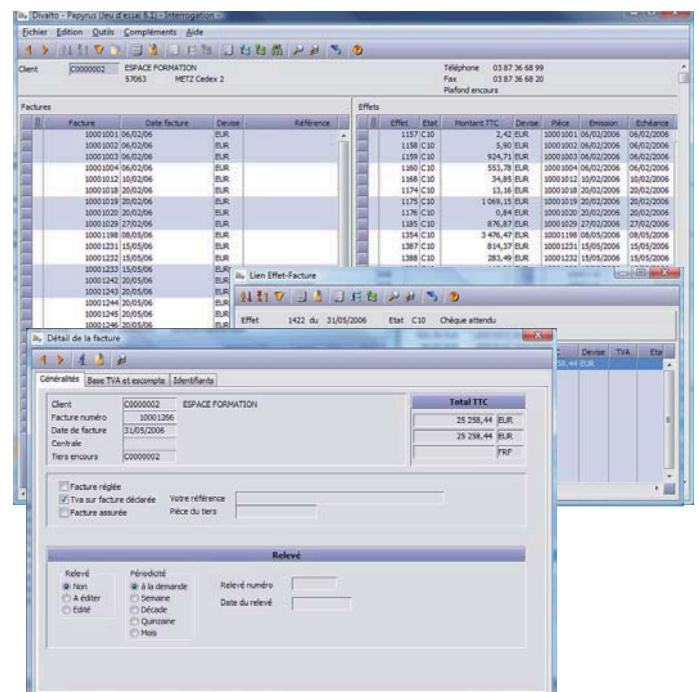 Divalto - Papyrus (Jeu d'essai 6.1) - Interrogation -
Fichier Edition Outils Compléments Aide
Client C0000002 ESPACE FORMATION Téléphone 03 87 36 68 99
57063 METZ Cedex 2 Fax 03 87 36 68 20
Plafond encours
Factures Effets
Facture Date facture Devise Référence Effet Etat Montant TTC Devise Pièce Emission Echéance
10001001 06/02/06 EUR 1157 C10 2,42 EUR 10001001 06/02/2006 06/02/2006
10001002 06/02/06 EUR 1158 C10 5,90 EUR 10001002 06/02/2006 06/02/2006
10001003 06/02/06 EUR 1159 C10 924,71 EUR 10001003 06/02/2006 06/02/2006
10001004 06/02/06 EUR 1160 C10 553,78 EUR 10001004 06/02/2006 06/02/2006
10001012 10/02/06 EUR 1168 C10 34,85 EUR 10001012 10/02/2006 10/02/2006
10001018 20/02/06 EUR 1174 C10 13,16 EUR 10001018 20/02/2006 20/02/2006
10001019 20/02/06 EUR 1175 C10 1 069,15 EUR 10001019 20/02/2006 20/02/2006
10001020 20/02/06 EUR 1176 C10 0,84 EUR 10001020 20/02/2006 20/02/2006
10001029 27/02/06 EUR 1185 C10 876,87 EUR 10001029 27/02/2006 27/02/2006
10001198 08/05/06 EUR 1354 C10 3 476,47 EUR 10001198 08/05/2006 08/05/2006
10001231 15/05/06 EUR 1387 C10 814,37 EUR 10001231 15/05/2006 15/05/2006
10001232 15/05/06 EUR 1388 C10 283,49 EUR 10001232 15/05/2006 15/05/2006
10001233 15/05/06 EUR
10001242 20/05/06 EUR
10001243 20/05/06 EUR
10001244 20/05/06 EUR
10001245 20/05/06 EUR
10001246 20/05/06 EUR
Lien Effet-Facture
Effet 1422 du 31/05/2006 Etat C10 Chèque attendu
Devise TVA Eta
58,44 EUR
Détail de la facture
Généralités Base TVA et escompte Identifiants
Client C0000002 ESPACE FORMATION Total TTC
Facture numéro 10001266 25 258,44 EUR
Date de facture 31/05/2006 25 258,44 EUR
Centrale FRF
Tiers encours C0000002
Facture réglée
Tva sur facture déclarée Votre référence
Facture assurée Pièce du tiers
Relevé
Relevé Périodicité
Non à la demande Relevé numéro
A éditer Semaine Date du relevé
Edité Décade
Quinzaine
Mois